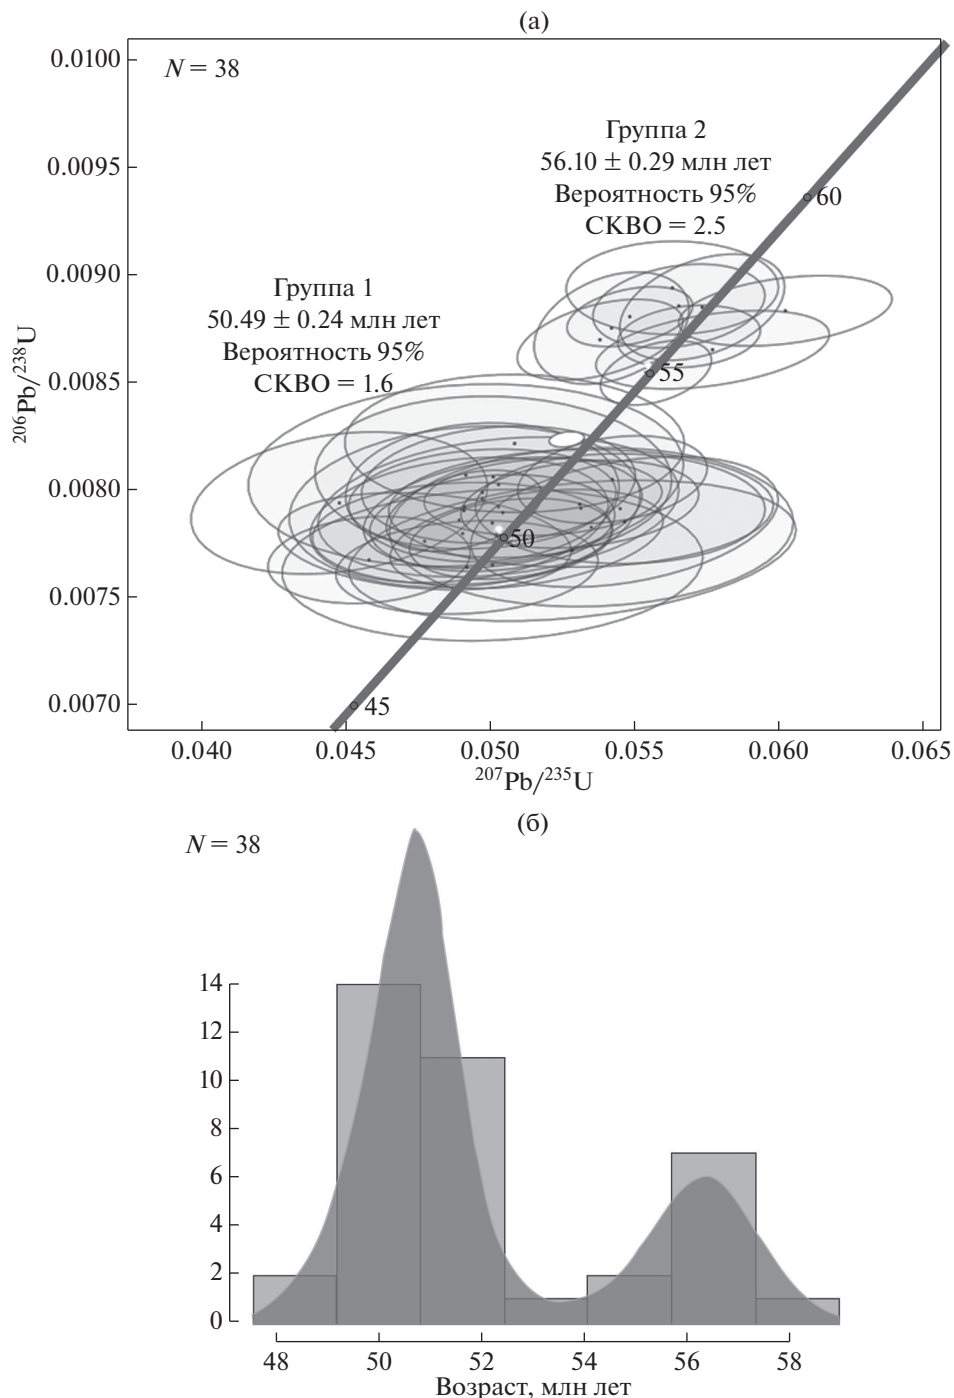 (а)
N = 38
0.0100
0.0095
0.0090
0.0085
0.0080
0.0075
0.0070
²⁰⁶Pb/²³⁸U
Группа 2
56.10 ± 0.29 млн лет
Вероятность 95%
СКВО = 2.5
Группа 1
50.49 ± 0.24 млн лет
Вероятность 95%
СКВО = 1.6
60
55
50
45
0.040 0.045 0.050 0.055 0.060 0.065
²⁰⁷Pb/²³⁵U
(б)
N = 38
14
12
10
8
6
4
2
0
48 50 52 54 56 58
Возраст, млн лет